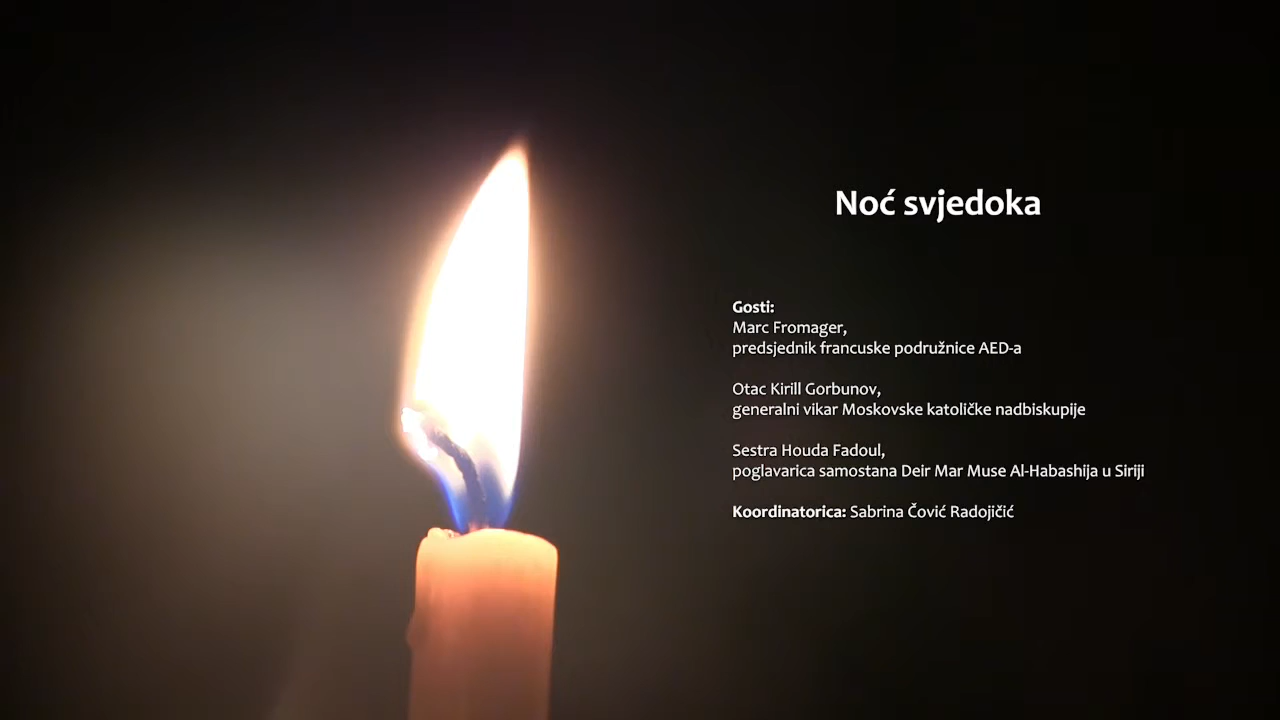 Noć svjedoka
Gosti:
Marc Fromager,
predsjednik francuske podružnice AED-a
Otac Kirill Gorbunov,
generalni vikar Moskovske katoličke nadbiskupije
Sestra Houda Fadoul,
poglavarica samostana Deir Mar Muse Al-Habashija u Siriji
Koordinatorica: Sabrina Čović Radojičić